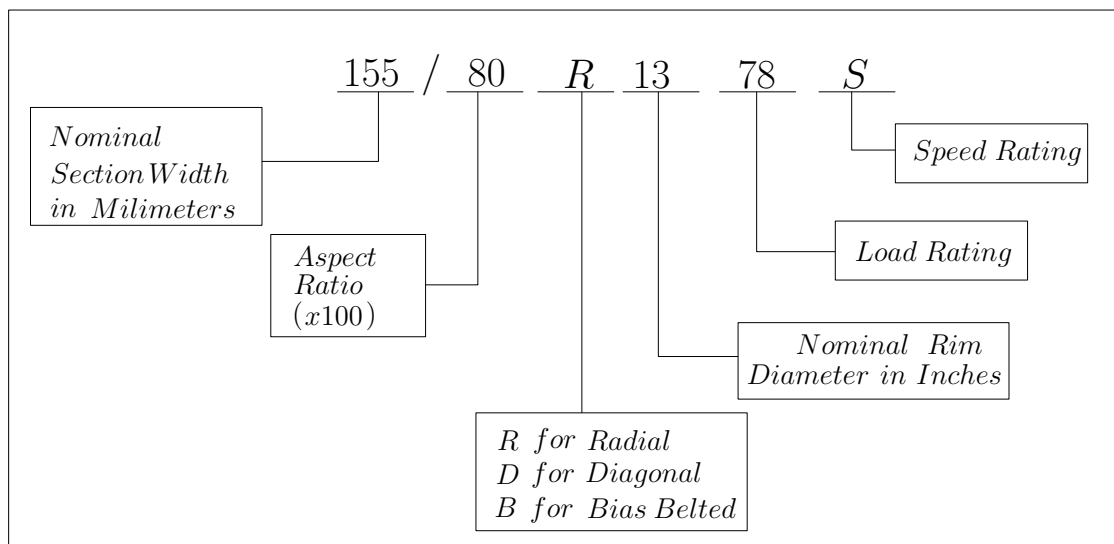 155 / 80 R 13 78 S
Nominal
Section Width
in Milimeters
Speed Rating
Aspect
Ratio
(x100)
Load Rating
Nominal Rim
Diameter in Inches
R for Radial
D for Diagonal
B for Bias Belted